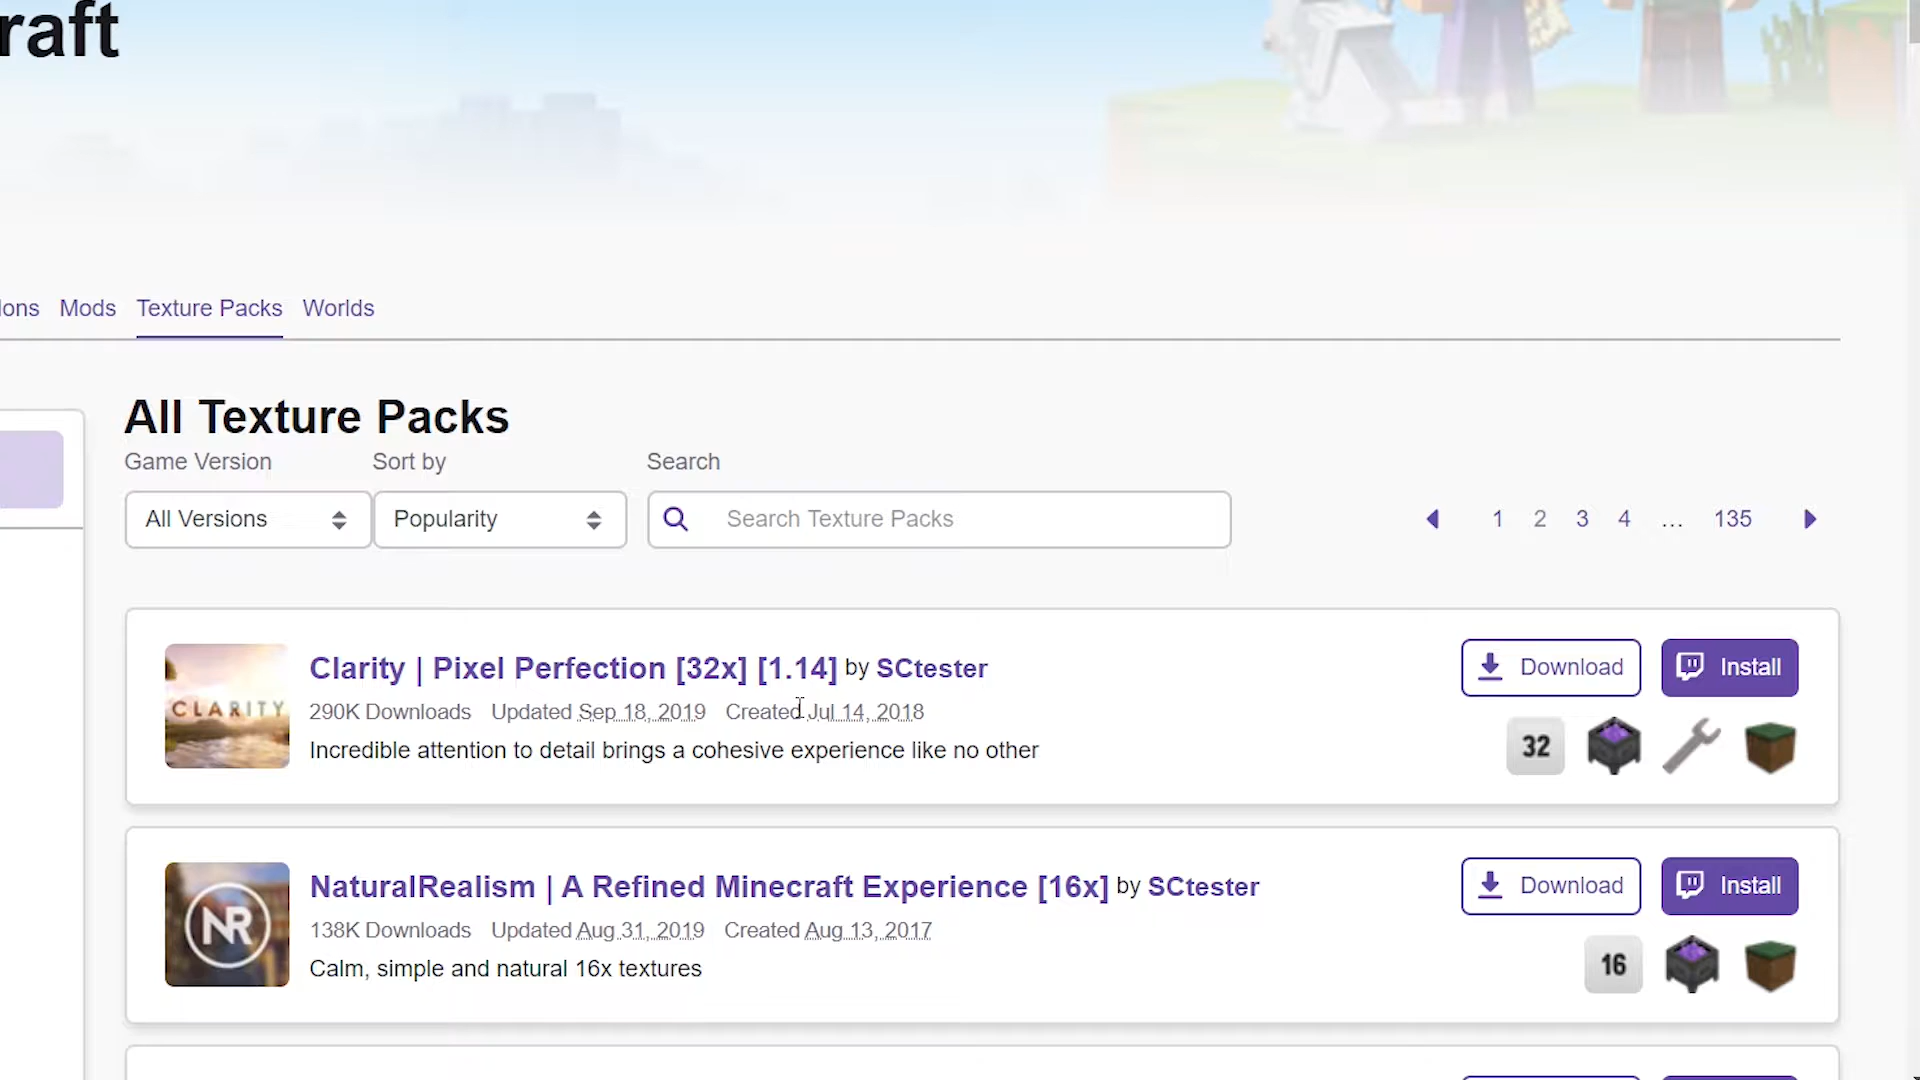 raft
ons Mods Texture Packs Worlds
All Texture Packs
Game Version Sort by Search
All Versions Popularity Search Texture Packs 1 2 3 4 ... 135
Clarity | Pixel Perfection [32x] [1.14] by SCtester
Download Install
CLARITY
290K Downloads Updated Sep 18, 2019 Created Jul 14, 2018
Incredible attention to detail brings a cohesive experience like no other
32
NaturalRealism | A Refined Minecraft Experience [16x] by SCtester
Download Install
NR
138K Downloads Updated Aug 31, 2019 Created Aug 13, 2017
Calm, simple and natural 16x textures
16